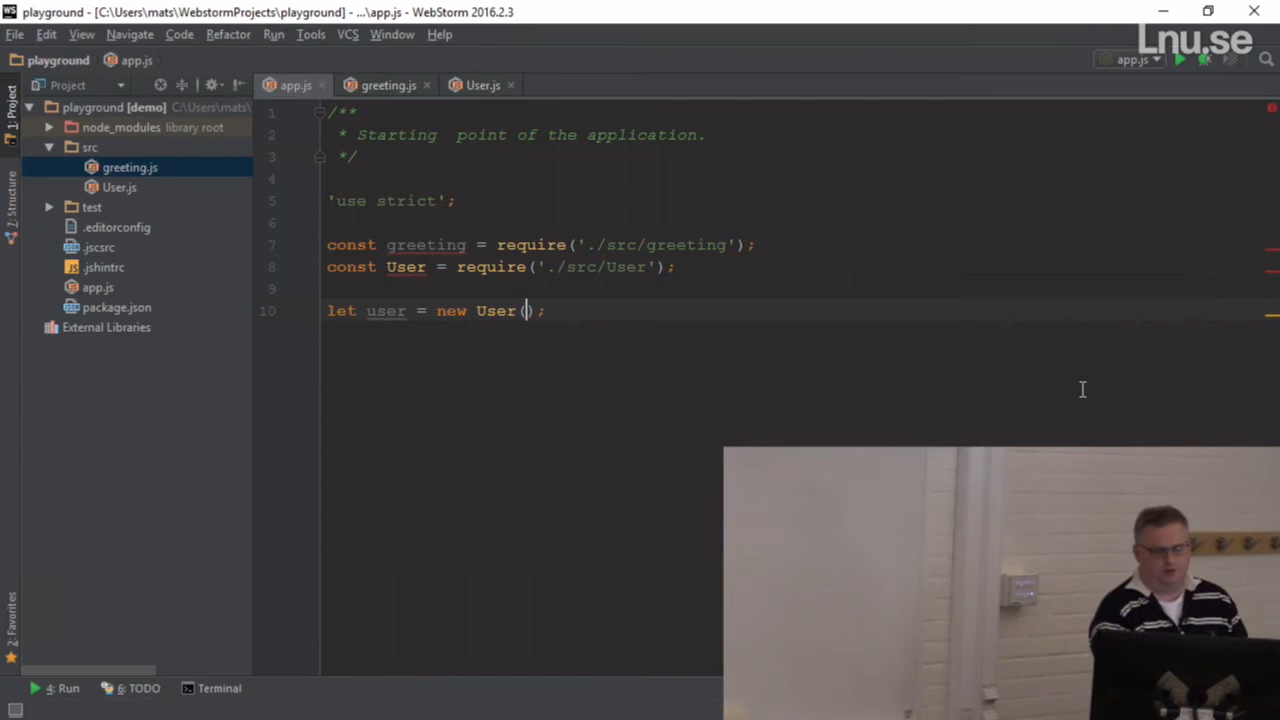 playground - [C:\Users\mats\WebstormProjects\playground] - ...\app.js - WebStorm 2016.2.3
File Edit View Navigate Code Refactor Run Tools VCS Window Help
Lnu.se
playground app.js
app.js
Project
app.js greeting.js User.js
1: Project
7: Structure
2: Favorites
playground [demo] C:\Users\mats\
node_modules library root
src
greeting.js
User.js
test
.editorconfig
.jscsrc
.jshintrc
app.js
package.json
External Libraries
1 /**
2 * Starting  point of the application.
3 */
4
5 'use strict';
6
7 const greeting = require('./src/greeting');
8 const User = require('./src/User');
9
10 let user = new User();
4: Run 6: TODO Terminal